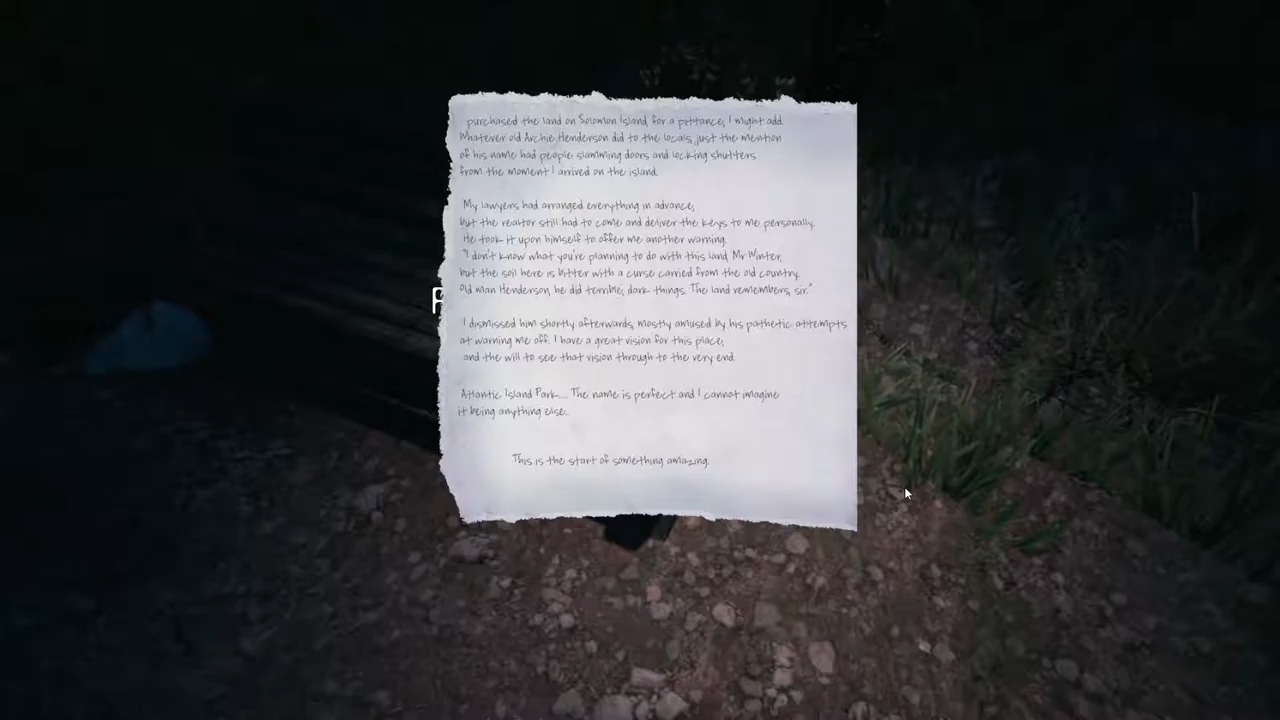 purchased the land on Solomon Island, for a pittance, I might add.
Whatever old Archie Henderson did to the locals, just the mention
of his name had people slamming doors and locking shutters
from the moment I arrived on the island.
My lawyers had arranged everything in advance,
but the realtor still had to come and deliver the keys to me personally.
He took it upon himself to offer me another warning.
"I don't know what you're planning to do with this land, Mr Winter,
but the soil here is bitter with a curse carried from the old country.
Old man Henderson, he did terrible, dark things. The land remembers, sir."
I dismissed him shortly afterwards, mostly amused by his pathetic attempts
at warning me off. I have a great vision for this place,
and the will to see that vision through to the very end.
Atlantic Island Park... The name is perfect and I cannot imagine
it being anything else.
This is the start of something amazing.